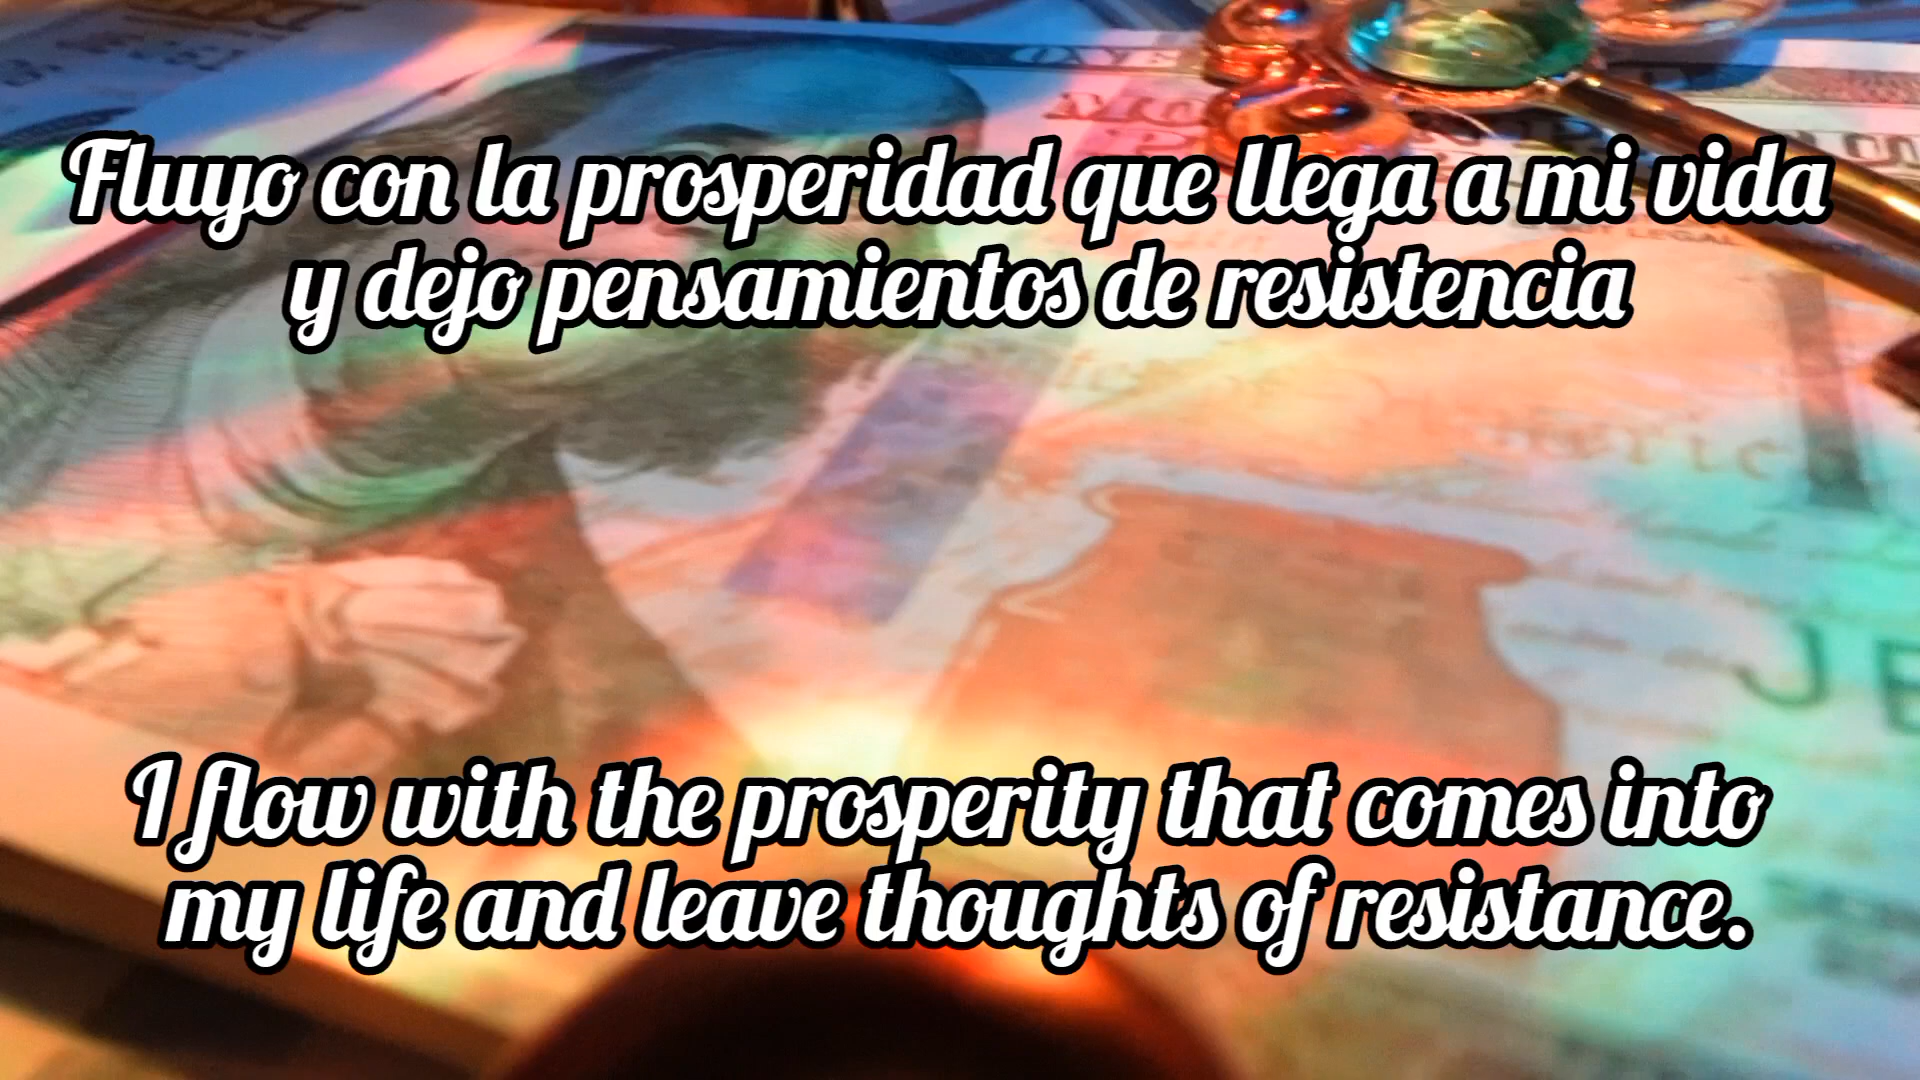 Fluyo con la prosperidad que llega a mi vida
y dejo pensamientos de resistencia
I flow with the prosperity that comes into
my life and leave thoughts of resistance.